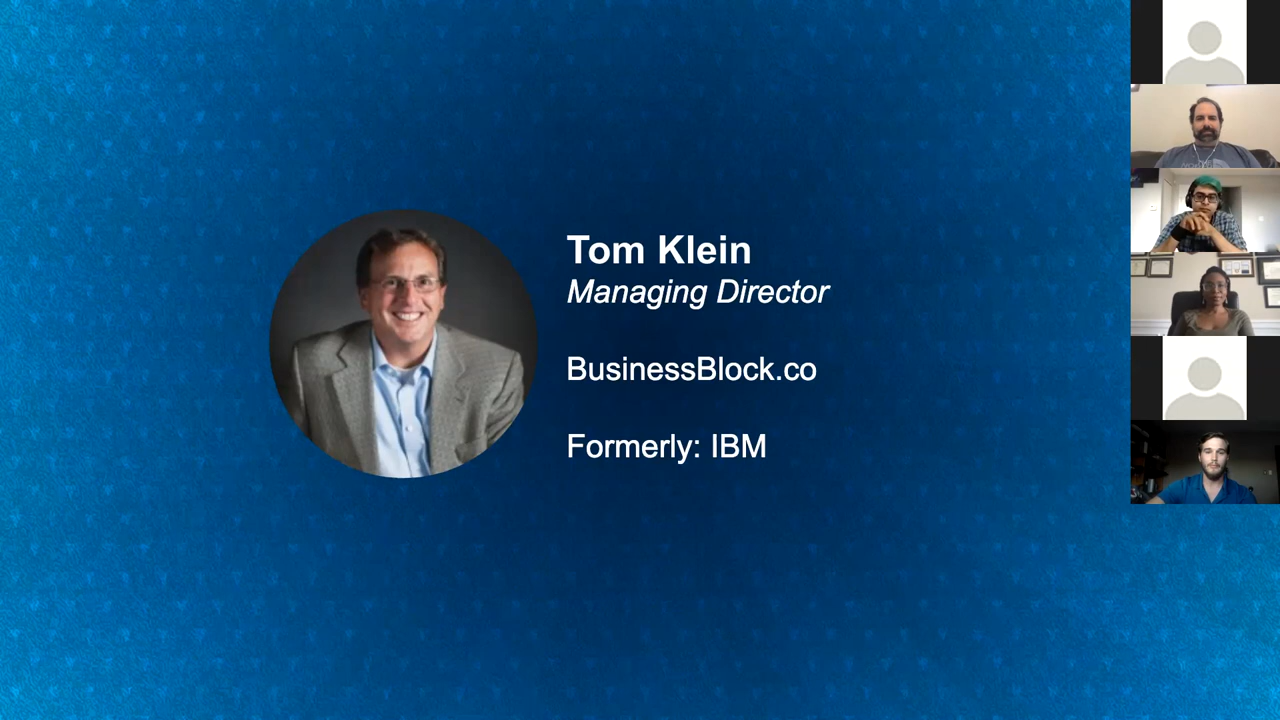 Tom Klein
Managing Director
BusinessBlock.co
Formerly: IBM